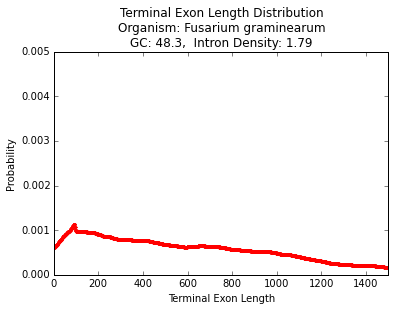 Terminal Exon Length Distribution
Organism: Fusarium graminearum
GC: 48.3,  Intron Density: 1.79
0.005
0.004
0.003
0.002
0.001
0.000
Probability
0 200 400 600 800 1000 1200 1400
Terminal Exon Length